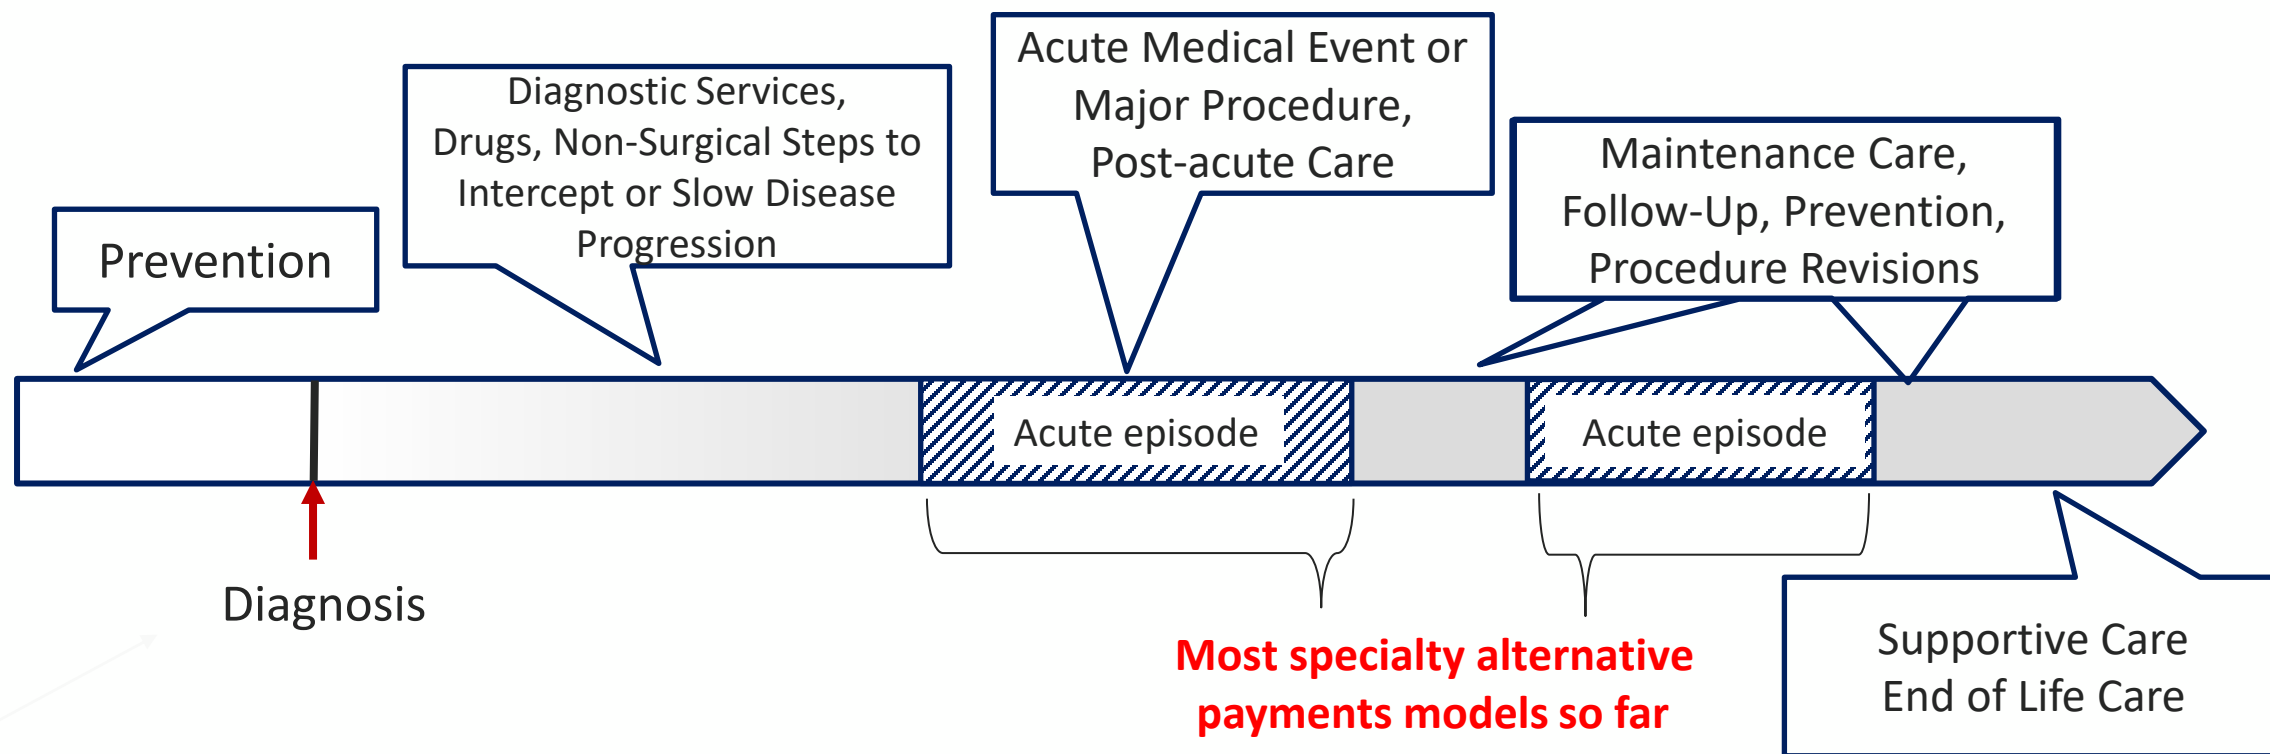 Prevention
Diagnostic Services,
Drugs, Non-Surgical Steps to
Intercept or Slow Disease
Progression
Acute Medical Event or
Major Procedure,
Post-acute Care
Maintenance Care,
Follow-Up, Prevention,
Procedure Revisions
Acute episode
Acute episode
Diagnosis
Most specialty alternative
payments models so far
Supportive Care
End of Life Care